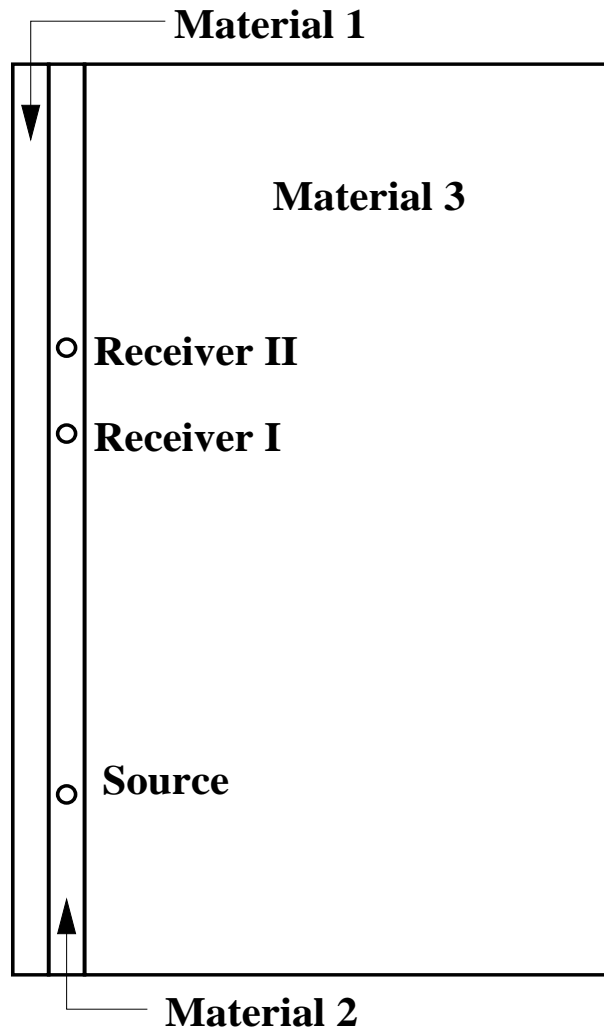 Material 1
Material 3
Receiver II
Receiver I
Source
Material 2